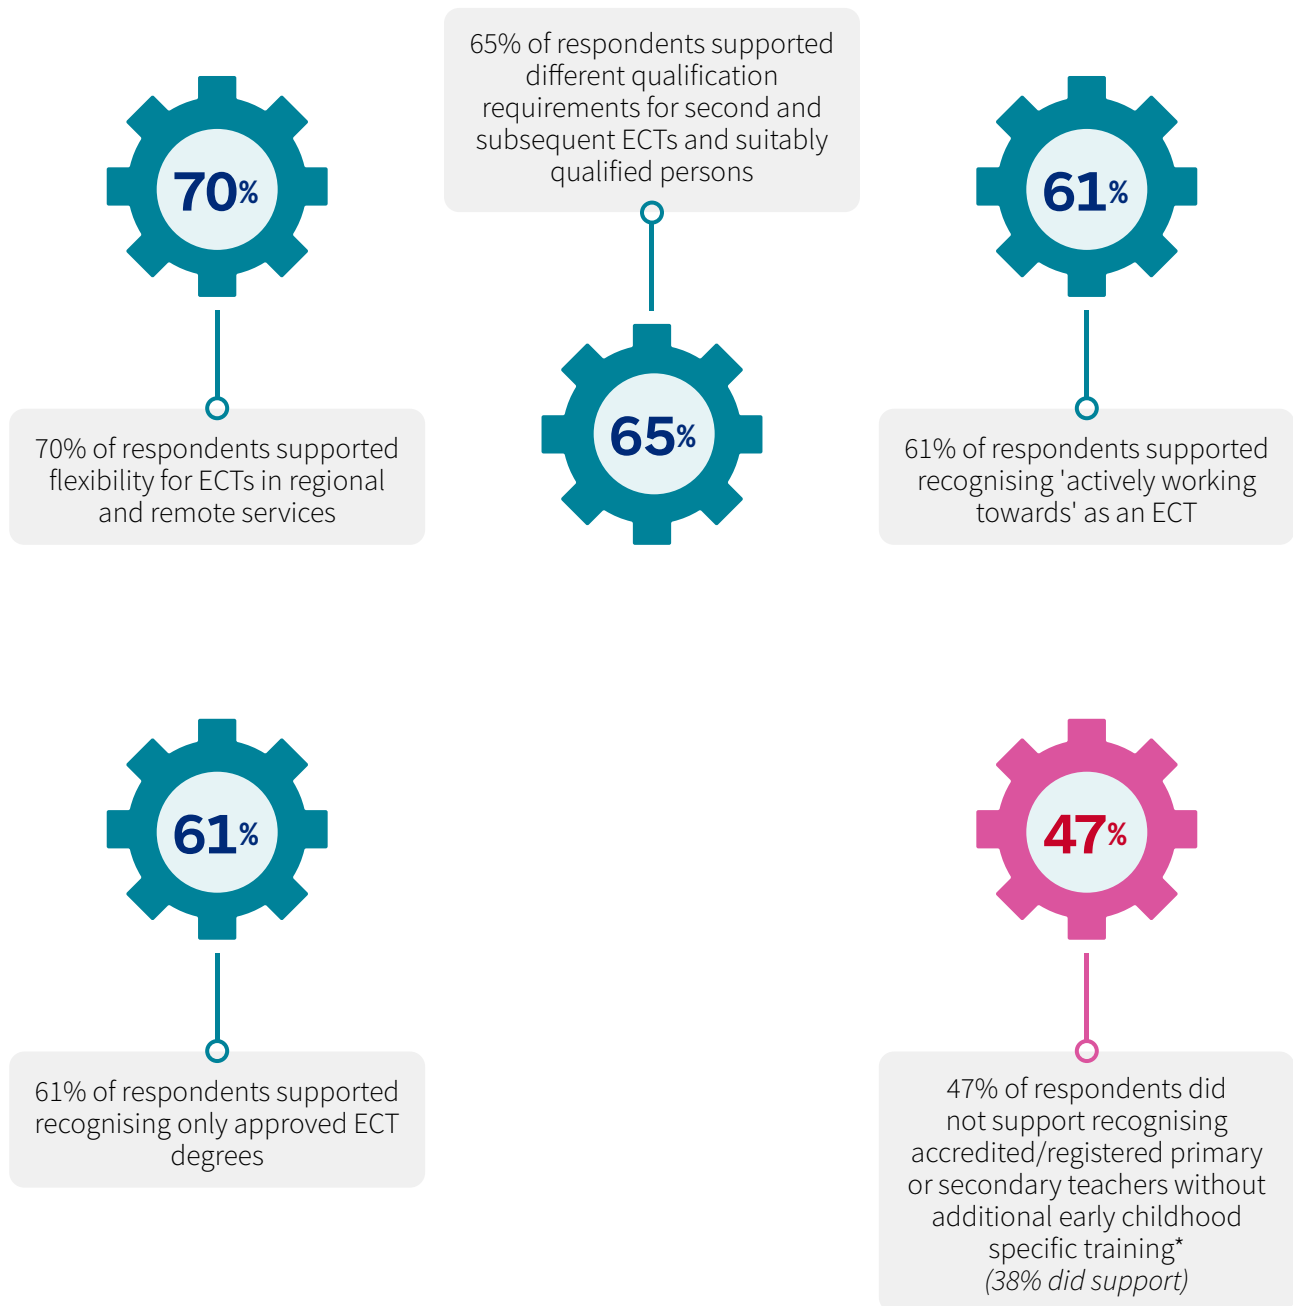 65% of respondents supported
different qualification
requirements for second and
subsequent ECTs and suitably
qualified persons
70%
61%
65%
70% of respondents supported
flexibility for ECTs in regional
and remote services
61% of respondents supported
recognising 'actively working
towards' as an ECT
61%
47%
61% of respondents supported
recognising only approved ECT
degrees
47% of respondents did
not support recognising
accredited/registered primary
or secondary teachers without
additional early childhood
specific training*
(38% did support)